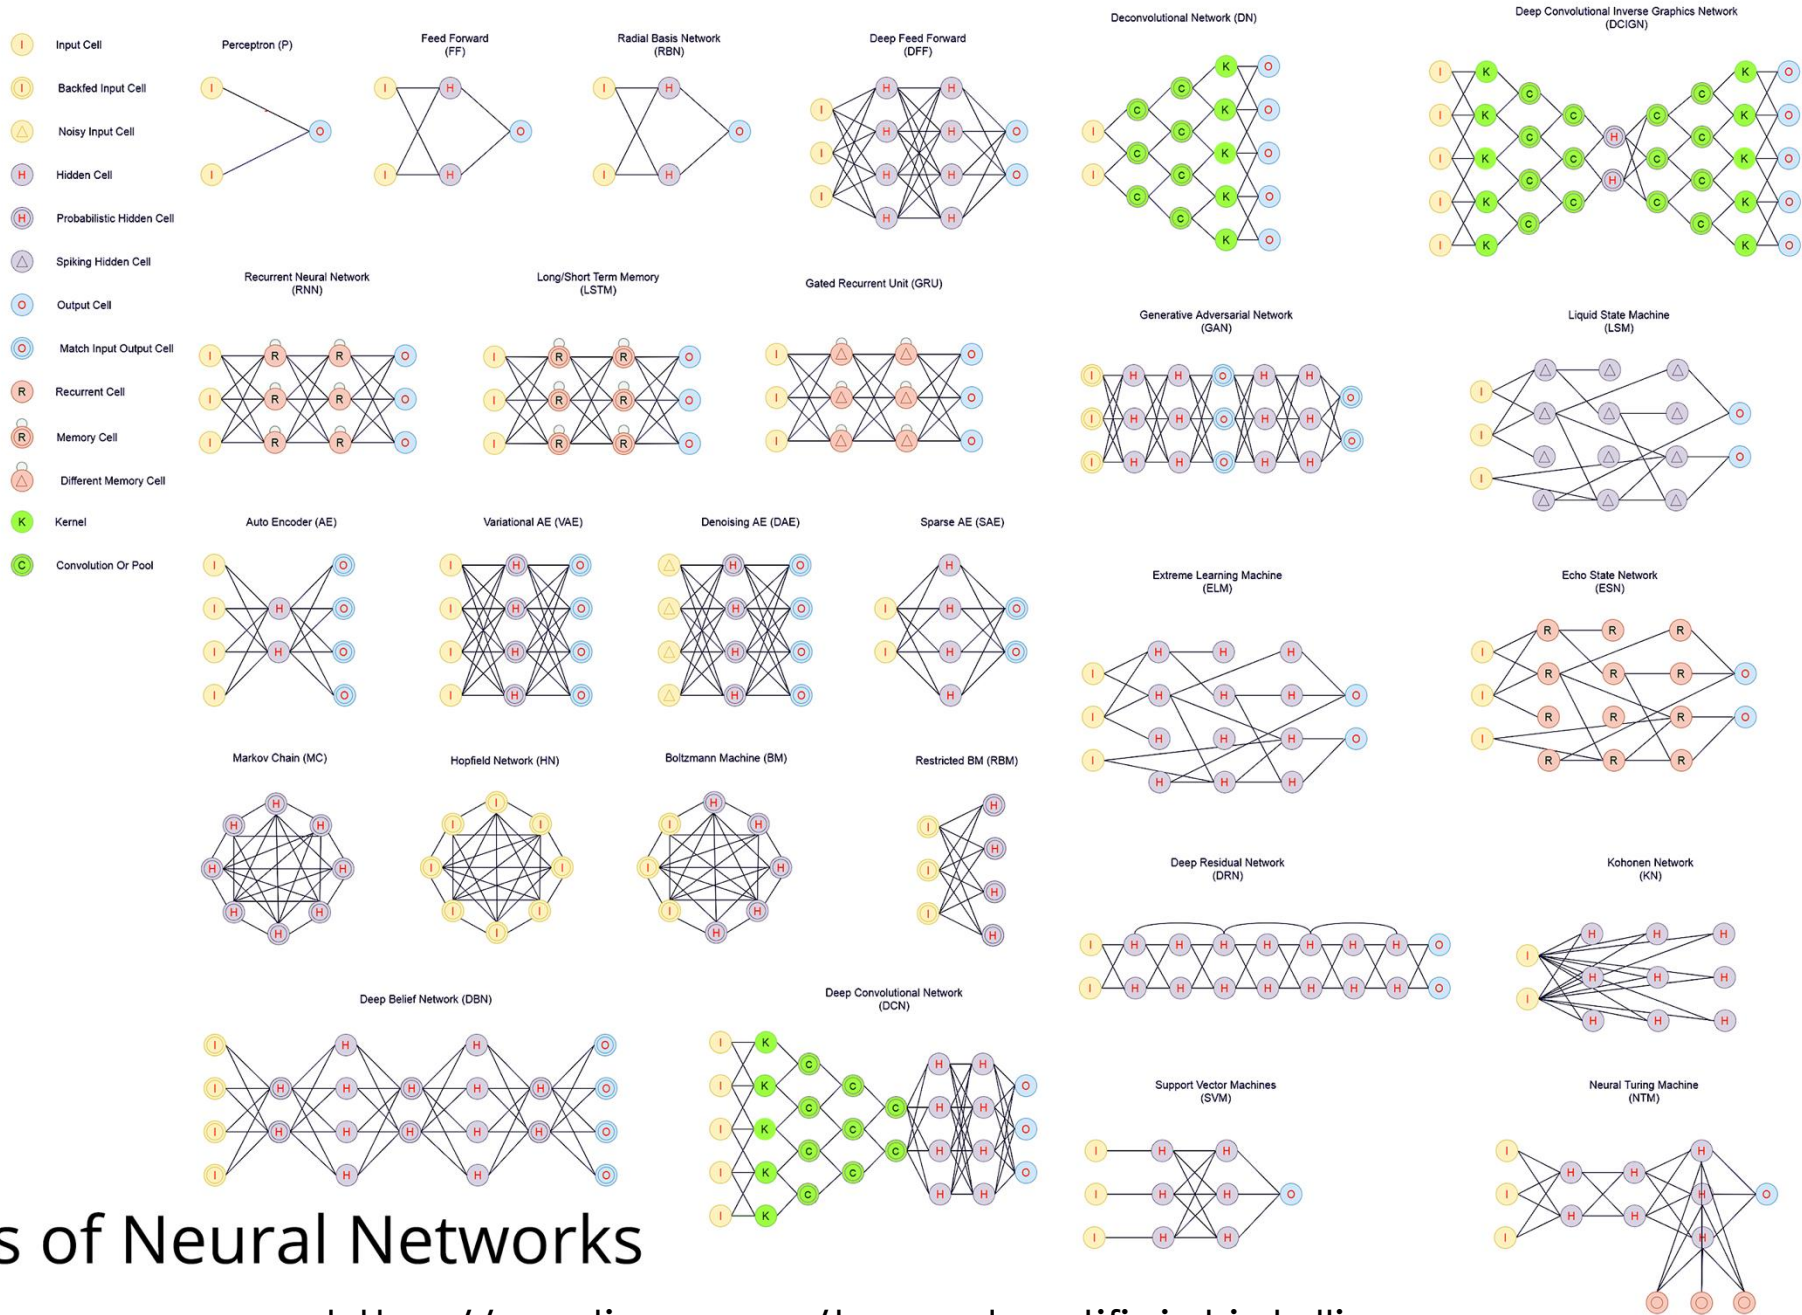 Input Cell
Backfed Input Cell
Noisy Input Cell
Hidden Cell
Probabilistic Hidden Cell
Spiking Hidden Cell
Output Cell
Match Input Output Cell
Recurrent Cell
Memory Cell
Different Memory Cell
Kernel
Convolution Or Pool
Perceptron (P)
Feed Forward
(FF)
Radial Basis Network
(RBN)
Deep Feed Forward
(DFF)
Deconvolutional Network (DN)
Deep Convolutional Inverse Graphics Network
(DCIGN)
Recurrent Neural Network
(RNN)
Long/Short Term Memory
(LSTM)
Gated Recurrent Unit (GRU)
Generative Adversarial Network
(GAN)
Liquid State Machine
(LSM)
Auto Encoder (AE)
Variational AE (VAE)
Denoising AE (DAE)
Sparse AE (SAE)
Extreme Learning Machine
(ELM)
Echo State Network
(ESN)
Markov Chain (MC)
Hopfield Network (HN)
Boltzmann Machine (BM)
Restricted BM (RBM)
Deep Residual Network
(DRN)
Kohonen Network
(KN)
Deep Belief Network (DBN)
Deep Convolutional Network
(DCN)
Support Vector Machines
(SVM)
Neural Turing Machine
(NTM)
s of Neural Networks